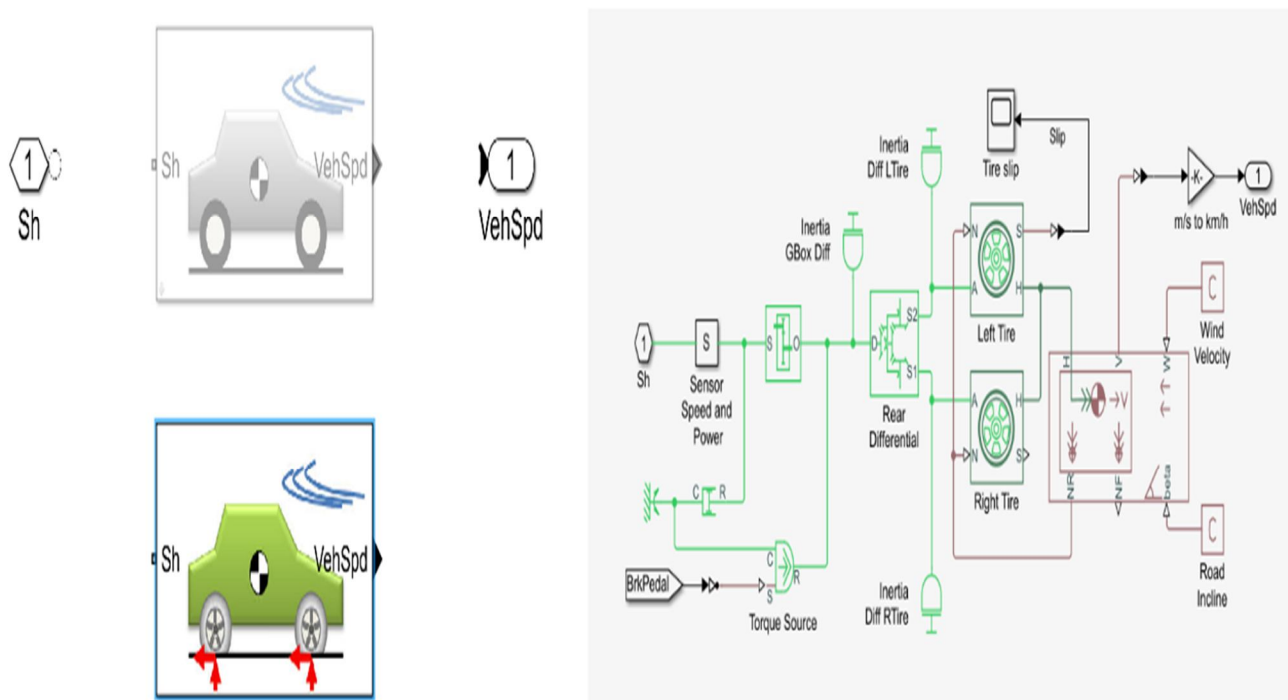 1
Sh
Sh
VehSpd
1
VehSpd
Sh
VehSpd
1
Sh
S
Sensor
Speed and
Power
S
O
Inertia
GBox Diff
Inertia
Diff LTire
D
S2
S1
Rear
Differential
Tire slip
Slip
N
S
A
H
Left Tire
A
H
N
S
Right Tire
Inertia
Diff RTire
C
R
C
R
S
BrkPedal
Torque Source
-K-
m/s to km/h
1
VehSpd
C
Wind
Velocity
H
V
W
V
NR
NF
beta
C
Road
Incline